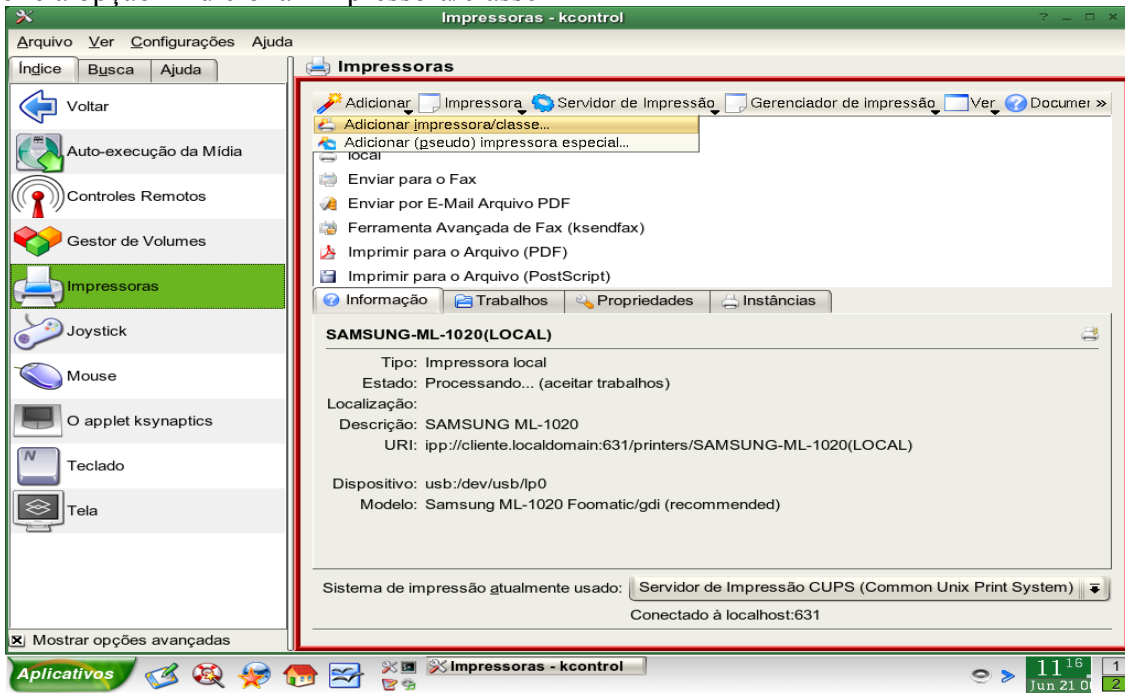 Impressoras - kcontrol
Arquivo Ver Configurações Ajuda
Índice Busca Ajuda
Impressoras
Voltar
Auto-execução da Mídia
Controles Remotos
Gestor de Volumes
Impressoras
Joystick
Mouse
O applet ksynaptics
Teclado
Tela
Mostrar opções avançadas
Adicionar Impressora Servidor de Impressão Gerenciador de impressão Ver Documer »
Adicionar impressora/classe...
Adicionar (pseudo) impressora especial...
local
Enviar para o Fax
Enviar por E-Mail Arquivo PDF
Ferramenta Avançada de Fax (ksendfax)
Imprimir para o Arquivo (PDF)
Imprimir para o Arquivo (PostScript)
Informação Trabalhos Propriedades Instâncias
SAMSUNG-ML-1020(LOCAL)
Tipo: Impressora local
Estado: Processando... (aceitar trabalhos)
Localização:
Descrição: SAMSUNG ML-1020
URI: ipp://cliente.localdomain:631/printers/SAMSUNG-ML-1020(LOCAL)
Dispositivo: usb:/dev/usb/lp0
Modelo: Samsung ML-1020 Foomatic/gdi (recommended)
Sistema de impressão atualmente usado: Servidor de Impressão CUPS (Common Unix Print System)
Conectado à localhost:631
Aplicativos
Impressoras - kcontrol
11 16
Jun 21 0
1
2